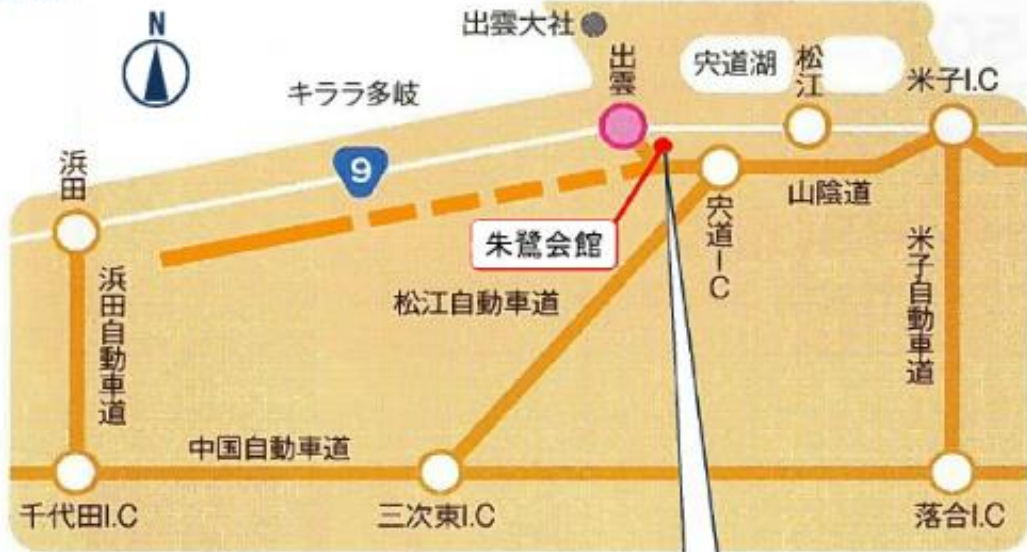 N
出雲大社
出雲
宍道湖
松江
米子I.C
キララ多岐
浜田
9
山陰道
朱鷺会館
宍道IC
浜田自動車道
松江自動車道
米子自動車道
中国自動車道
千代田I.C
三次東I.C
落合I.C